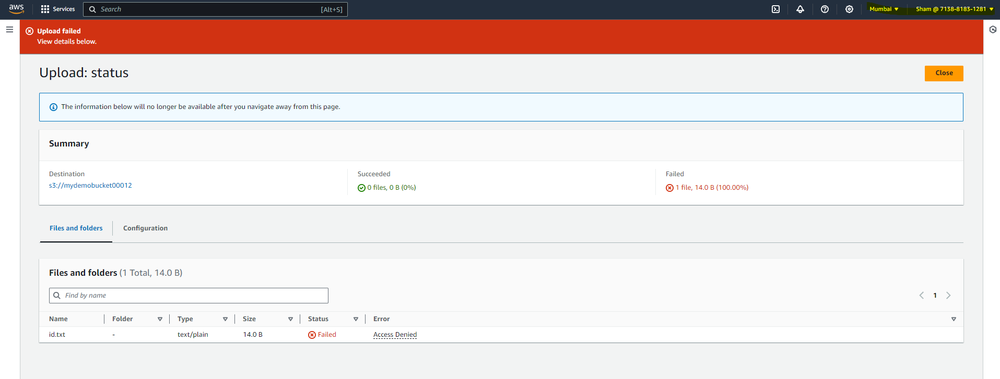 aws Services Search [Alt+S] Mumbai Sham @ 7138-8183-1281
Upload failed
View details below.
Upload: status
Close
The information below will no longer be available after you navigate away from this page.
Summary
Destination Succeeded Failed
s3://mydemobucket00012 0 files, 0 B (0%) 1 file, 14.0 B (100.00%)
Files and folders Configuration
Files and folders (1 Total, 14.0 B)
Find by name 1
Name Folder Type Size Status Error
id.txt - text/plain 14.0 B Failed Access Denied